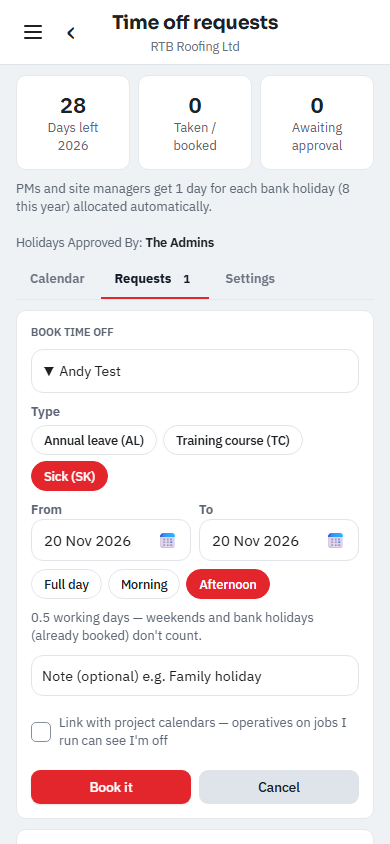 Time off requests
RTB Roofing Ltd
28
Days left
2026
0
Taken /
booked
0
Awaiting
approval
PMs and site managers get 1 day for each bank holiday (8
this year) allocated automatically.
Holidays Approved By: The Admins
Calendar
Requests 1
Settings
BOOK TIME OFF
▼ Andy Test
Type
Annual leave (AL)
Training course (TC)
Sick (SK)
From
To
20 Nov 2026
20 Nov 2026
Full day
Morning
Afternoon
0.5 working days — weekends and bank holidays
(already booked) don't count.
Note (optional) e.g. Family holiday
Link with project calendars — operatives on jobs I
run can see I'm off
Book it
Cancel